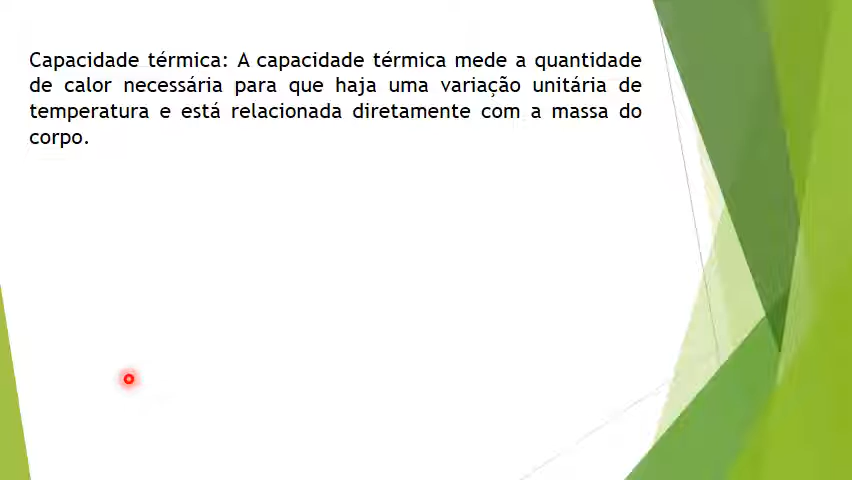 Capacidade térmica: A capacidade térmica mede a quantidade
de calor necessária para que haja uma variação unitária de
temperatura e está relacionada diretamente com a massa do
corpo.